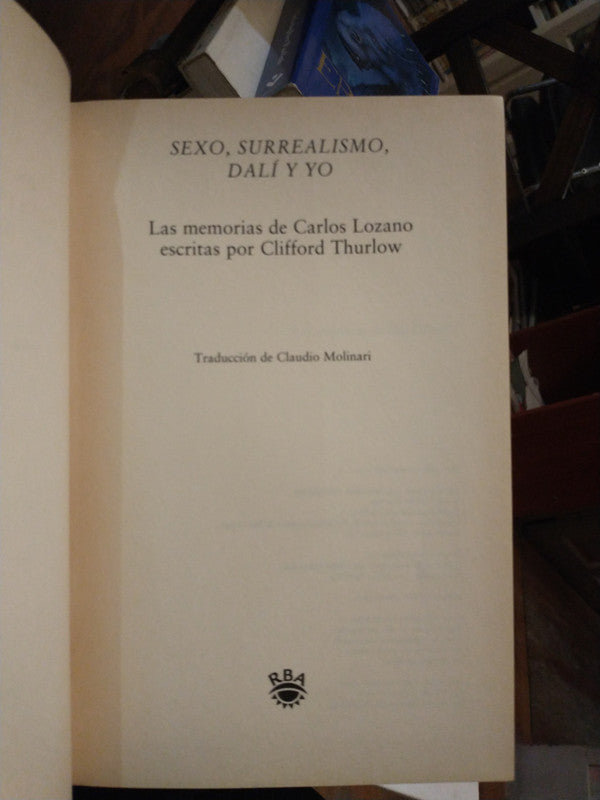 SEXO, SURREALISMO,
DALÍ Y YO
Las memorias de Carlos Lozano
escritas por Clifford Thurlow
Traducción de Claudio Molinari
RBA